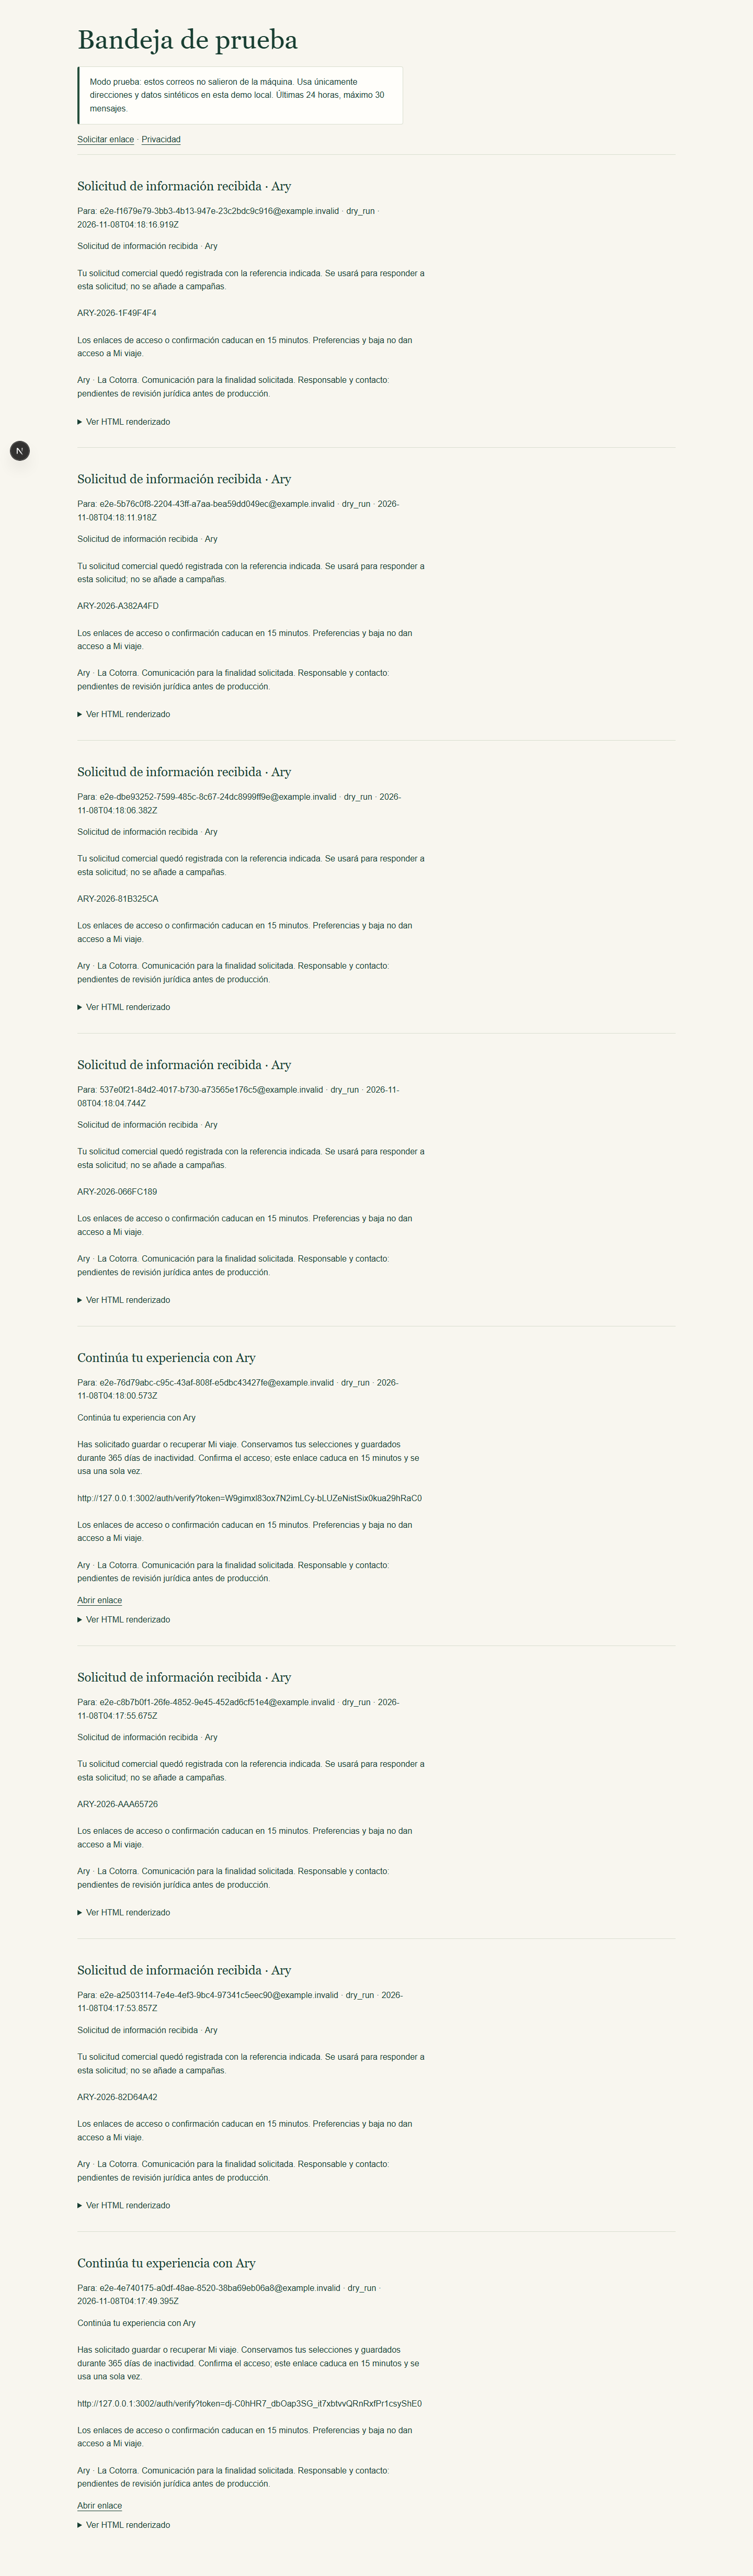 Bandeja de prueba
Modo prueba: estos correos no salieron de la máquina. Usa únicamente
direcciones y datos sintéticos en esta demo local. Últimas 24 horas, máximo 30
mensajes.
Solicitar enlace · Privacidad
Solicitud de información recibida · Ary
Para: e2e-f1679e79-3bb3-4b13-947e-23c2bdc9c916@example.invalid · dry_run ·
2026-11-08T04:18:16.919Z
Solicitud de información recibida · Ary
Tu solicitud comercial quedó registrada con la referencia indicada. Se usará para responder a
esta solicitud; no se añade a campañas.
ARY-2026-1F49F4F4
Los enlaces de acceso o confirmación caducan en 15 minutos. Preferencias y baja no dan
acceso a Mi viaje.
Ary · La Cotorra. Comunicación para la finalidad solicitada. Responsable y contacto:
pendientes de revisión jurídica antes de producción.
▶ Ver HTML renderizado
N
Solicitud de información recibida · Ary
Para: e2e-5b76c0f8-2204-43ff-a7aa-bea59dd049ec@example.invalid · dry_run · 2026-
11-08T04:18:11.918Z
Solicitud de información recibida · Ary
Tu solicitud comercial quedó registrada con la referencia indicada. Se usará para responder a
esta solicitud; no se añade a campañas.
ARY-2026-A382A4FD
Los enlaces de acceso o confirmación caducan en 15 minutos. Preferencias y baja no dan
acceso a Mi viaje.
Ary · La Cotorra. Comunicación para la finalidad solicitada. Responsable y contacto:
pendientes de revisión jurídica antes de producción.
▶ Ver HTML renderizado
Solicitud de información recibida · Ary
Para: e2e-dbe93252-7599-485c-8c67-24dc8999ff9e@example.invalid · dry_run · 2026-
11-08T04:18:06.382Z
Solicitud de información recibida · Ary
Tu solicitud comercial quedó registrada con la referencia indicada. Se usará para responder a
esta solicitud; no se añade a campañas.
ARY-2026-81B325CA
Los enlaces de acceso o confirmación caducan en 15 minutos. Preferencias y baja no dan
acceso a Mi viaje.
Ary · La Cotorra. Comunicación para la finalidad solicitada. Responsable y contacto:
pendientes de revisión jurídica antes de producción.
▶ Ver HTML renderizado
Solicitud de información recibida · Ary
Para: 537e0f21-84d2-4017-b730-a73565e176c5@example.invalid · dry_run · 2026-11-
08T04:18:04.744Z
Solicitud de información recibida · Ary
Tu solicitud comercial quedó registrada con la referencia indicada. Se usará para responder a
esta solicitud; no se añade a campañas.
ARY-2026-066FC189
Los enlaces de acceso o confirmación caducan en 15 minutos. Preferencias y baja no dan
acceso a Mi viaje.
Ary · La Cotorra. Comunicación para la finalidad solicitada. Responsable y contacto:
pendientes de revisión jurídica antes de producción.
▶ Ver HTML renderizado
Continúa tu experiencia con Ary
Para: e2e-76d79abc-c95c-43af-808f-e5dbc43427fe@example.invalid · dry_run · 2026-
11-08T04:18:00.573Z
Continúa tu experiencia con Ary
Has solicitado guardar o recuperar Mi viaje. Conservamos tus selecciones y guardados
durante 365 días de inactividad. Confirma el acceso; este enlace caduca en 15 minutos y se
usa una sola vez.
http://127.0.0.1:3002/auth/verify?token=W9gimxl83ox7N2imLCy-bLUZeNistSix0kua29hRaC0
Los enlaces de acceso o confirmación caducan en 15 minutos. Preferencias y baja no dan
acceso a Mi viaje.
Ary · La Cotorra. Comunicación para la finalidad solicitada. Responsable y contacto:
pendientes de revisión jurídica antes de producción.
Abrir enlace
▶ Ver HTML renderizado
Solicitud de información recibida · Ary
Para: e2e-c8b7b0f1-26fe-4852-9e45-452ad6cf51e4@example.invalid · dry_run · 2026-
11-08T04:17:55.675Z
Solicitud de información recibida · Ary
Tu solicitud comercial quedó registrada con la referencia indicada. Se usará para responder a
esta solicitud; no se añade a campañas.
ARY-2026-AAA65726
Los enlaces de acceso o confirmación caducan en 15 minutos. Preferencias y baja no dan
acceso a Mi viaje.
Ary · La Cotorra. Comunicación para la finalidad solicitada. Responsable y contacto:
pendientes de revisión jurídica antes de producción.
▶ Ver HTML renderizado
Solicitud de información recibida · Ary
Para: e2e-a2503114-7e4e-4ef3-9bc4-97341c5eec90@example.invalid · dry_run · 2026-
11-08T04:17:53.857Z
Solicitud de información recibida · Ary
Tu solicitud comercial quedó registrada con la referencia indicada. Se usará para responder a
esta solicitud; no se añade a campañas.
ARY-2026-82D64A42
Los enlaces de acceso o confirmación caducan en 15 minutos. Preferencias y baja no dan
acceso a Mi viaje.
Ary · La Cotorra. Comunicación para la finalidad solicitada. Responsable y contacto:
pendientes de revisión jurídica antes de producción.
▶ Ver HTML renderizado
Continúa tu experiencia con Ary
Para: e2e-4e740175-a0df-48ae-8520-38ba69eb06a8@example.invalid · dry_run ·
2026-11-08T04:17:49.395Z
Continúa tu experiencia con Ary
Has solicitado guardar o recuperar Mi viaje. Conservamos tus selecciones y guardados
durante 365 días de inactividad. Confirma el acceso; este enlace caduca en 15 minutos y se
usa una sola vez.
http://127.0.0.1:3002/auth/verify?token=dj-C0hHR7_dbOap3SG_it7xbtvvQRnRxfPr1csyShE0
Los enlaces de acceso o confirmación caducan en 15 minutos. Preferencias y baja no dan
acceso a Mi viaje.
Ary · La Cotorra. Comunicación para la finalidad solicitada. Responsable y contacto:
pendientes de revisión jurídica antes de producción.
Abrir enlace
▶ Ver HTML renderizado